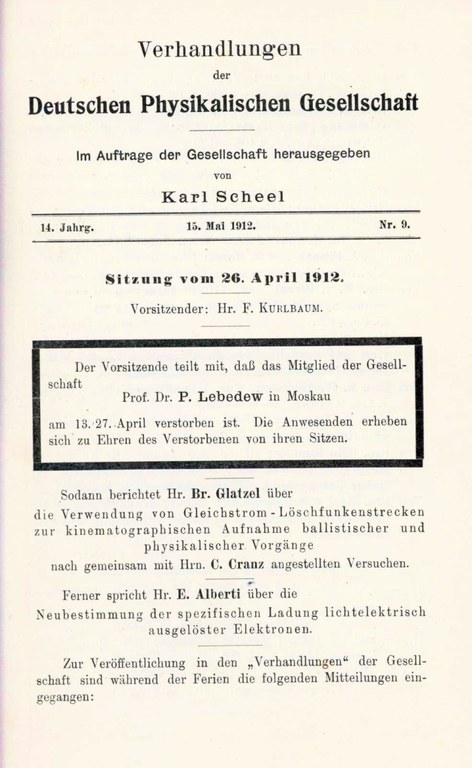 Verhandlungen
der
Deutschen Physikalischen Gesellschaft
Im Auftrage der Gesellschaft herausgegeben
von
Karl Scheel
14. Jahrg. 15. Mai 1912. Nr. 9.
Sitzung vom 26. April 1912.
Vorsitzender: Hr. F. KURLBAUM.
Der Vorsitzende teilt mit, daß das Mitglied der Gesell-
schaft
Prof. Dr. P. Lebedew in Moskau
am 13./27. April verstorben ist. Die Anwesenden erheben
sich zu Ehren des Verstorbenen von ihren Sitzen.
Sodann berichtet Hr. Br. Glatzel über
die Verwendung von Gleichstrom-Löschfunkenstrecken
zur kinematographischen Aufnahme ballistischer und
physikalischer Vorgänge
nach gemeinsam mit Hrn. C. Cranz angestellten Versuchen.
Ferner spricht Hr. E. Alberti über die
Neubestimmung der spezifischen Ladung lichtelektrisch
ausgelöster Elektronen.
Zur Veröffentlichung in den „Verhandlungen“ der Gesell-
schaft sind während der Ferien die folgenden Mitteilungen ein-
gegangen: